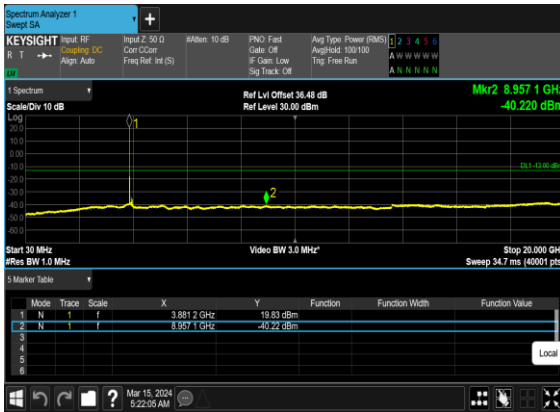 Spectrum Analyzer 1
Swept SA
KEYSIGHT Input: RF Input Z: 50 Ω #Atten: 10 dB PNO: Fast Avg Type: Power (RMS) 1 2 3 4 5 6
R T Coupling: DC Corr CCorr Gate: Off Avg|Hold: 100/100 A W W W W W
Align: Auto Freq Ref: Int (S) IF Gain: Low Trig: Free Run
Sig Track: Off A N N N N N
1 Spectrum
Ref Lvl Offset 36.48 dB Mkr2 8.957 1 GHz
Scale/Div 10 dB Ref Level 30.00 dBm -40.220 dBm
Log
20.0
10.0
0.00
-10.0
DL1 -13.00 dBm
-20.0
-30.0
-40.0
-50.0
-60.0
1
2
Start 30 MHz Video BW 3.0 MHz* Stop 20.000 GHz
#Res BW 1.0 MHz Sweep 34.7 ms (40001 pts)
5 Marker Table
Mode Trace Scale X Y Function Function Width Function Value
1 N 1 f 3.881 2 GHz 19.83 dBm
2 N 1 f 8.957 1 GHz -40.22 dBm
3
4
5
6
Local
? Mar 15, 2024
5:22:05 AM